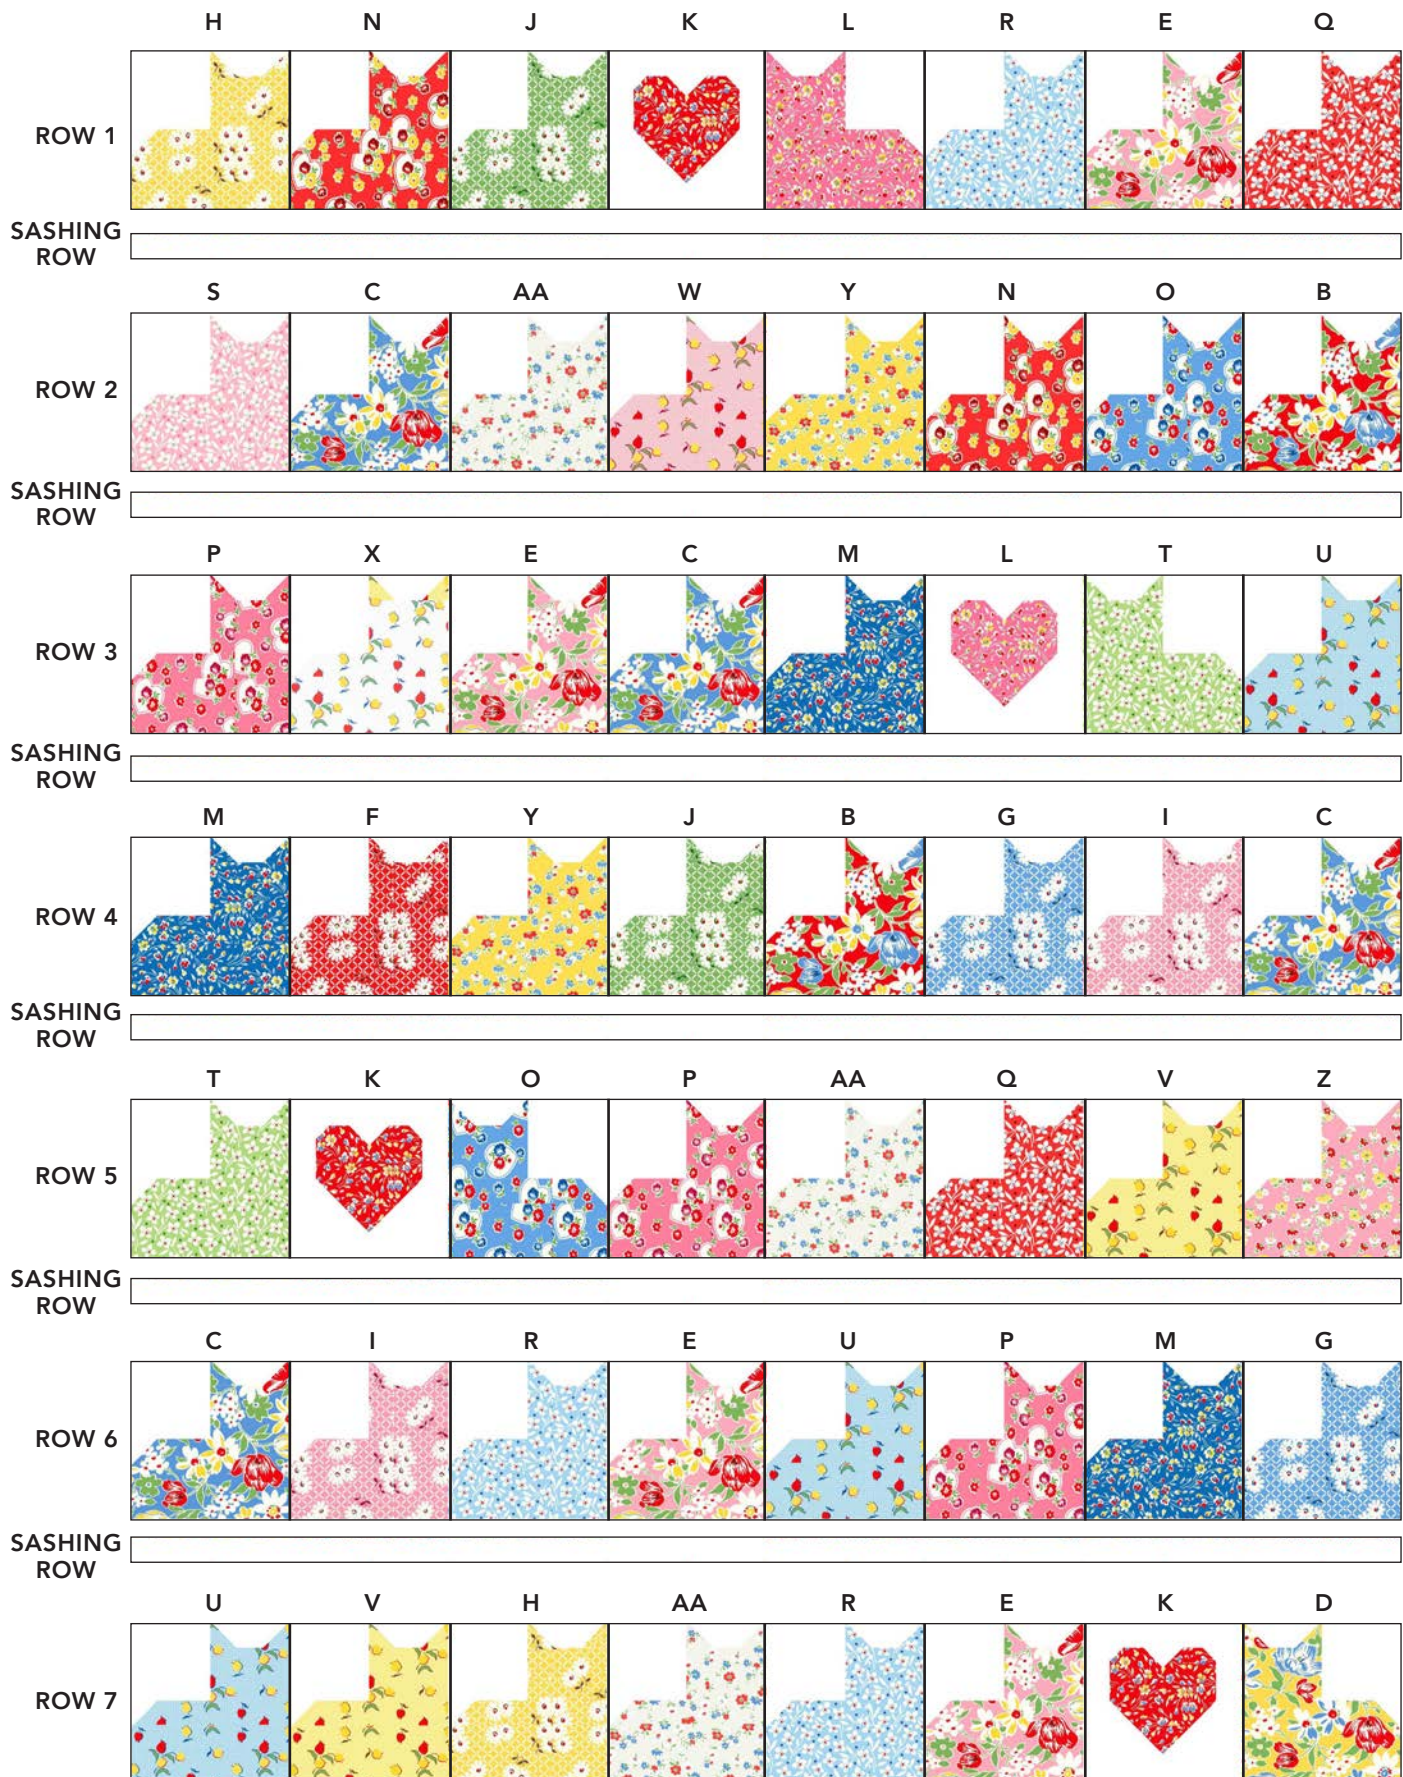 H N J K L R E Q
ROW 1
SASHING
ROW
S C AA W Y N O B
ROW 2
SASHING
ROW
P X E C M L T U
ROW 3
SASHING
ROW
M F Y J B G I C
ROW 4
SASHING
ROW
T K O P AA Q V Z
ROW 5
SASHING
ROW
C I R E U P M G
ROW 6
SASHING
ROW
U V H AA R E K D
ROW 7